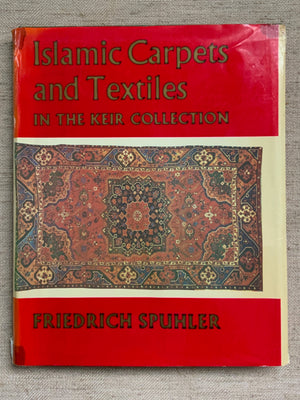 Islamic Carpets
and Textiles
IN THE KEIR COLLECTION
FRIEDRICH SPUHLER